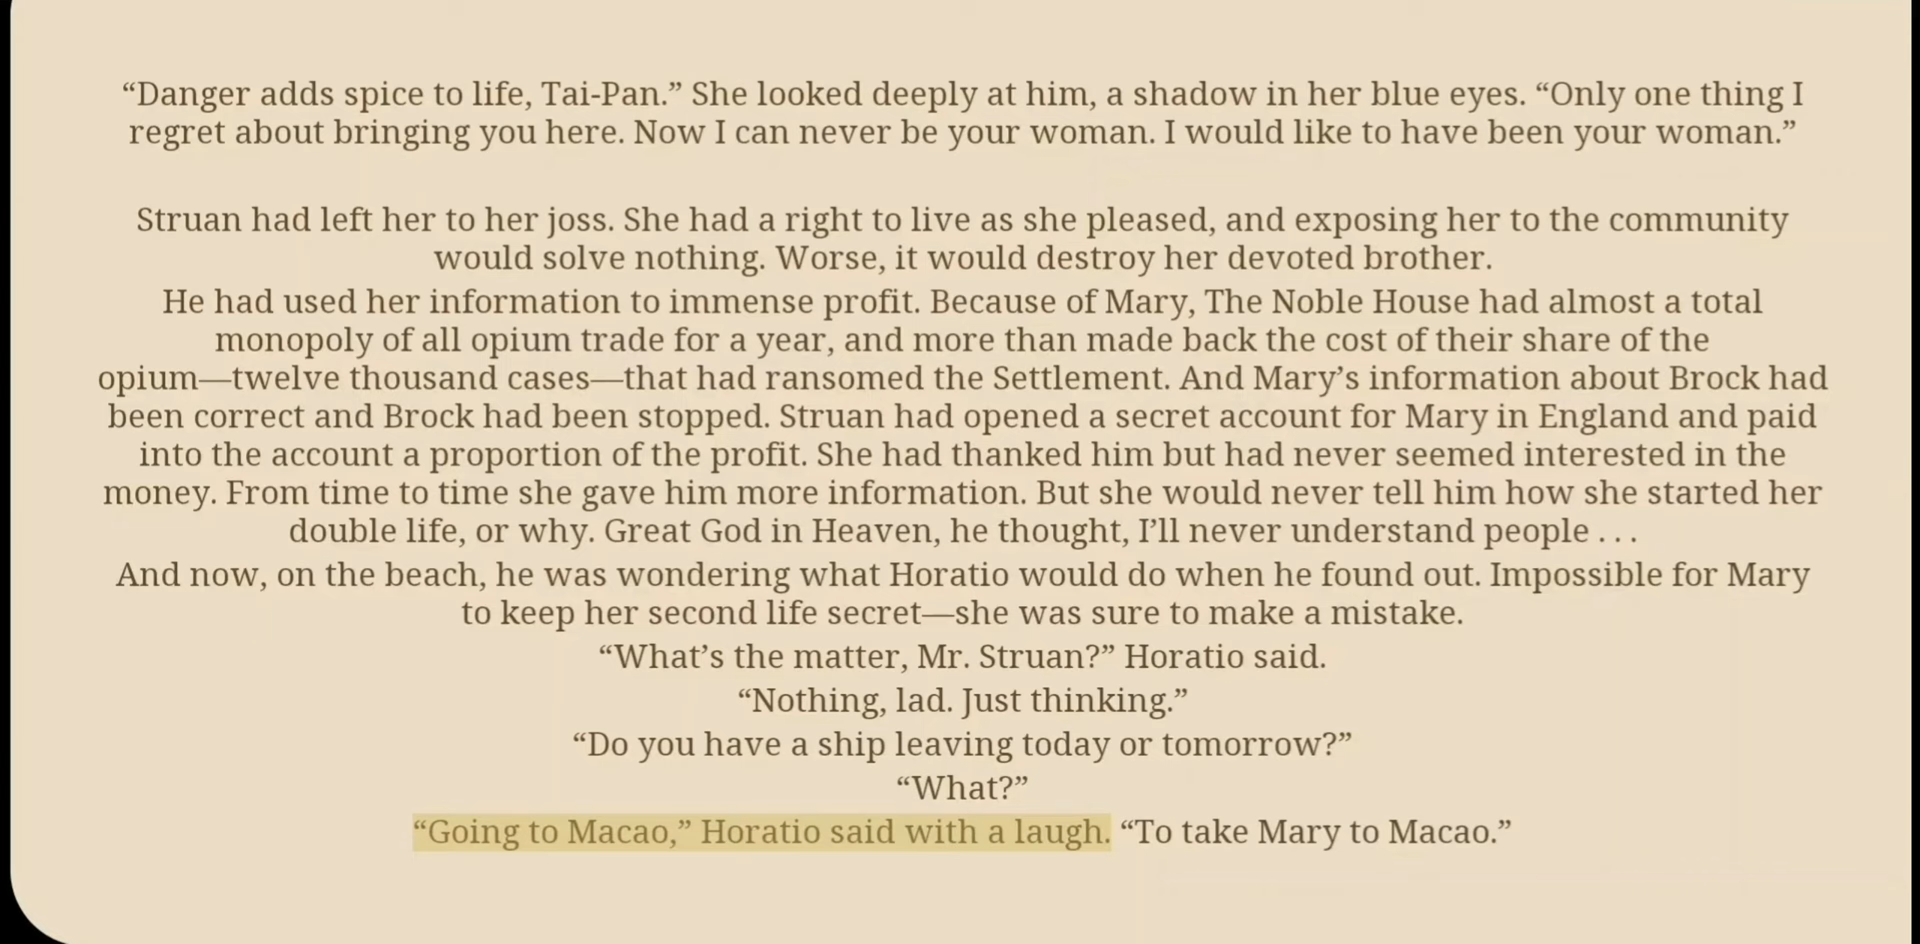 “Danger adds spice to life, Tai-Pan.” She looked deeply at him, a shadow in her blue eyes. “Only one thing I
regret about bringing you here. Now I can never be your woman. I would like to have been your woman.”
Struan had left her to her joss. She had a right to live as she pleased, and exposing her to the community
would solve nothing. Worse, it would destroy her devoted brother.
He had used her information to immense profit. Because of Mary, The Noble House had almost a total
monopoly of all opium trade for a year, and more than made back the cost of their share of the
opium—twelve thousand cases—that had ransomed the Settlement. And Mary’s information about Brock had
been correct and Brock had been stopped. Struan had opened a secret account for Mary in England and paid
into the account a proportion of the profit. She had thanked him but had never seemed interested in the
money. From time to time she gave him more information. But she would never tell him how she started her
double life, or why. Great God in Heaven, he thought, I’ll never understand people . . .
And now, on the beach, he was wondering what Horatio would do when he found out. Impossible for Mary
to keep her second life secret—she was sure to make a mistake.
“What’s the matter, Mr. Struan?” Horatio said.
“Nothing, lad. Just thinking.”
“Do you have a ship leaving today or tomorrow?”
“What?”
“Going to Macao,” Horatio said with a laugh. “To take Mary to Macao.”